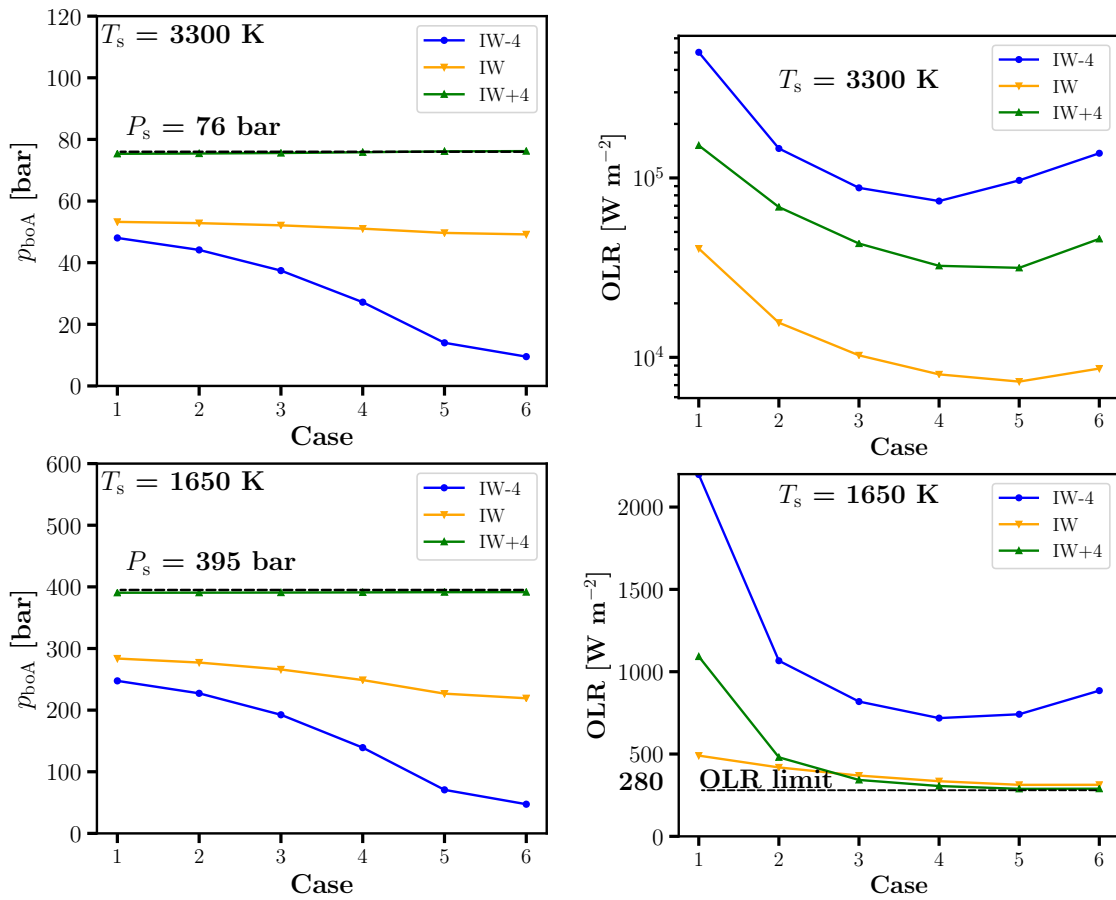 T_s = 3300 K
P_s = 76 bar
IW-4
IW
IW+4
p_boA [bar]
120
100
80
60
40
20
0
1 2 3 4 5 6
Case
T_s = 3300 K
IW-4
IW
IW+4
OLR [W m⁻²]
10⁵
10⁴
1 2 3 4 5 6
Case
T_s = 1650 K
P_s = 395 bar
IW-4
IW
IW+4
p_boA [bar]
600
500
400
300
200
100
0
1 2 3 4 5 6
Case
T_s = 1650 K
IW-4
IW
IW+4
OLR [W m⁻²]
2000
1500
1000
500
280 OLR limit
0
1 2 3 4 5 6
Case